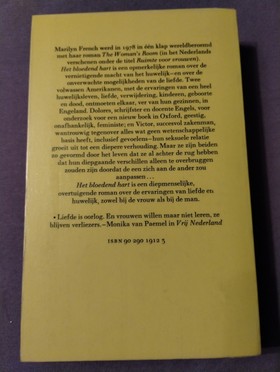 Marilyn French werd in 1978 in één klap wereldberoemd
met haar roman The Woman's Room (in het Nederlands
verschenen onder de titel Ruimte voor vrouwen).
Het bloedend hart is een opmerkelijke roman over de
vernietigende macht van het huwelijk–en over de
onverwachte mogelijkheden van de liefde. Twee
volwassen Amerikanen, met de ervaringen van een heel
huwelijksleven, liefde, verwijdering, kinderen, geboorte
en dood, ontmoeten elkaar, ver van hun gezinnen, in
Engeland. Dolores, schrijfster en docente Engels, voor
onderzoek voor een nieuw boek in Oxford, geestig,
onafhankelijk, feministe; en Victor, succesvol zakenman,
wantrouwig tegenover alles wat geen wetenschappelijke
basis heeft, inclusief gevoelens–hun seksuele relatie
groeit uit tot een diepere verhouding. Maar ze zijn beiden
zo gevormd door het leven dat ze al achter de rug hebben
dat hun diepgaande verschillen alleen te overbruggen
zouden zijn doordat de een zich aan de ander zou
aanpassen...
Het bloedend hart is een diepmenselijke,
overtuigende roman over de ervaringen van liefde en
huwelijk, zowel bij de vrouw als bij de man.
• Liefde is oorlog. En vrouwen willen maar niet leren, ze
blijven verliezers.–Monika van Paemel in Vrij Nederland
ISBN 90 290 1912 5